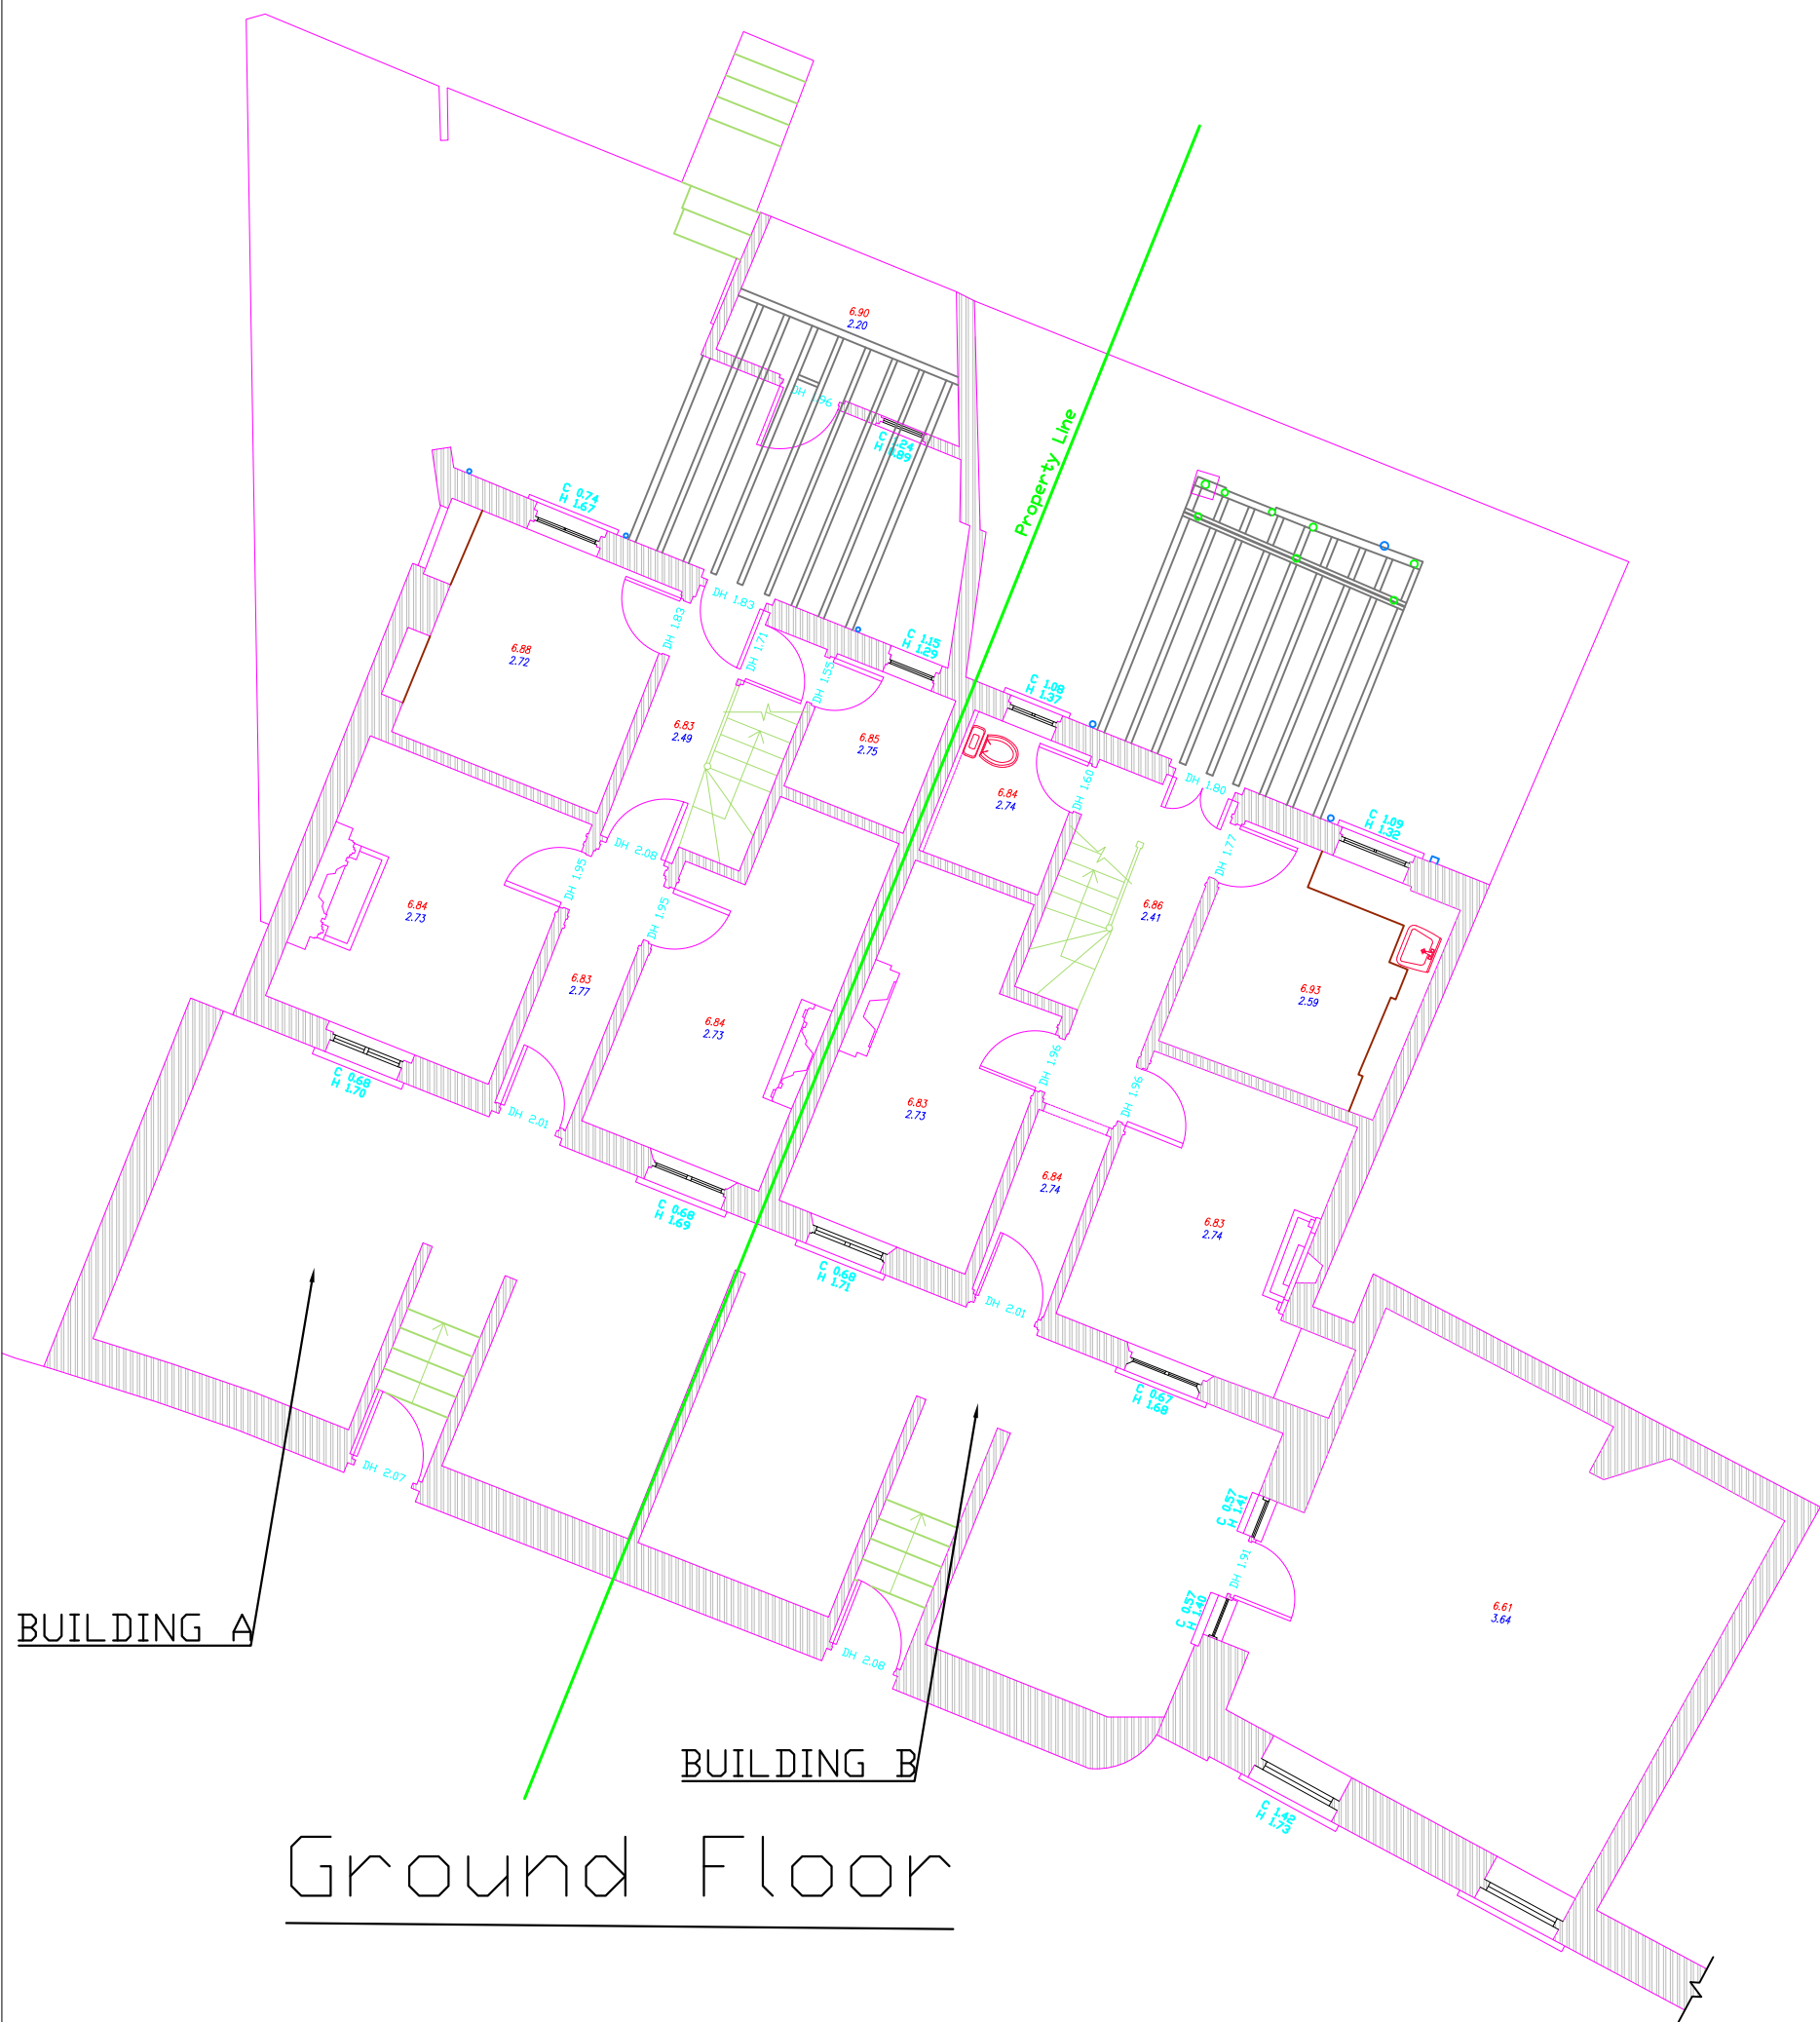 6.90
2.20
DH 1.96
C 1.24
H 0.89
Property Line
C 0.74
H 1.67
DH 1.83
DH 1.83
DH 1.71
DH 1.55
C 1.15
H 1.29
6.88
2.72
6.83
2.49
6.85
2.75
C 1.08
H 1.37
DH 1.60
DH 1.80
6.84
2.74
C 1.09
H 1.32
DH 1.77
DH 2.08
DH 1.95
DH 1.95
6.84
2.73
6.86
2.41
6.83
2.77
6.93
2.59
6.84
2.73
C 0.68
H 1.70
DH 2.01
DH 1.96
DH 1.96
6.83
2.73
6.84
2.74
6.83
2.74
C 0.68
H 1.69
C 0.68
H 1.71
DH 2.01
C 0.67
H 1.68
DH 2.07
C 0.57
H 1.41
DH 1.91
C 0.57
H 1.40
6.61
3.64
DH 2.08
BUILDING A
BUILDING B
C 1.42
H 1.73
Ground Floor